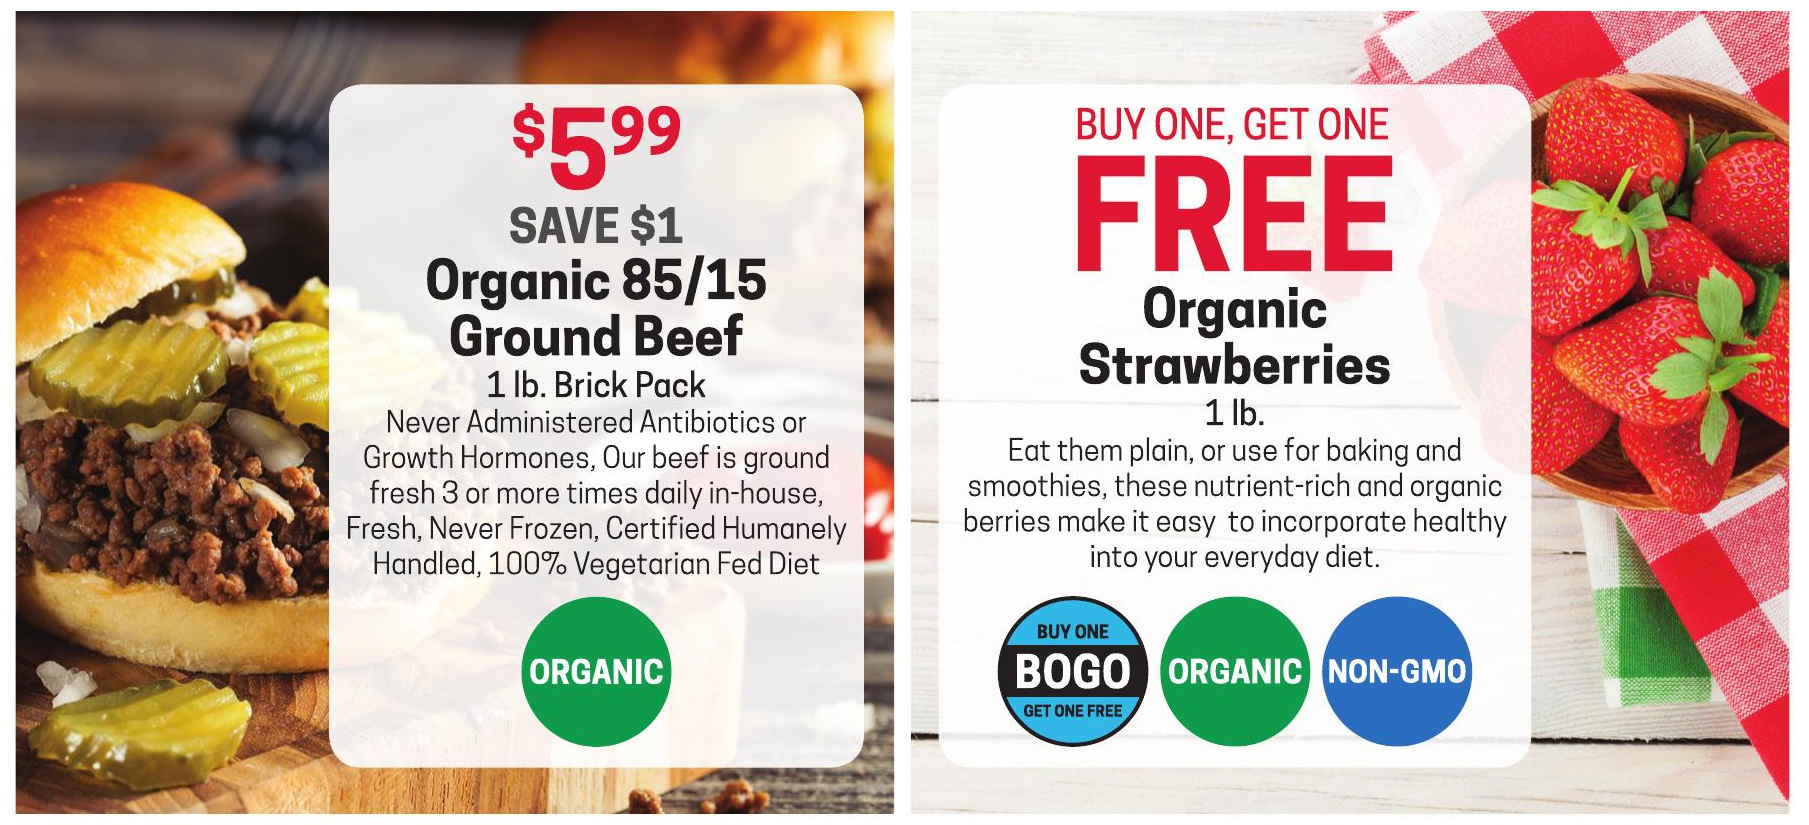 $5.99
SAVE $1
Organic 85/15
Ground Beef
1 lb. Brick Pack
Never Administered Antibiotics or
Growth Hormones, Our beef is ground
fresh 3 or more times daily in-house,
Fresh, Never Frozen, Certified Humanely
Handled, 100% Vegetarian Fed Diet
ORGANIC
BUY ONE, GET ONE
FREE
Organic
Strawberries
1 lb.
Eat them plain, or use for baking and
smoothies, these nutrient-rich and organic
berries make it easy to incorporate healthy
into your everyday diet.
BUY ONE
BOGO
GET ONE FREE
ORGANIC
NON-GMO